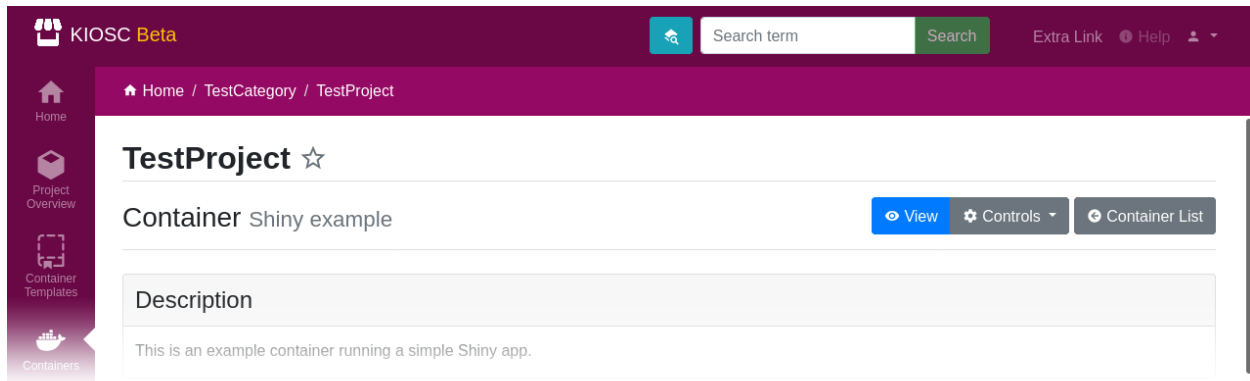 KIOSC Beta
Search term
Search
Extra Link
Help
Home
Home / TestCategory / TestProject
Project
Overview
Container
Templates
Containers
TestProject
Container Shiny example
View
Controls
Container List
Description
This is an example container running a simple Shiny app.